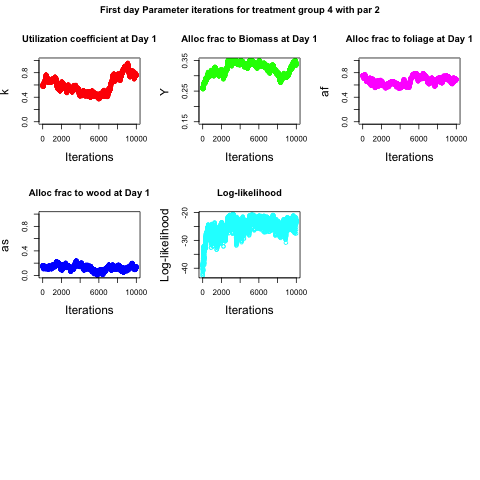 First day Parameter iterations for treatment group 4 with par 2
Utilization coefficient at Day 1
k
0.0 0.4 0.8
0 2000 6000 10000
Iterations
Alloc frac to Biomass at Day 1
Y
0.15 0.25 0.35
0 2000 6000 10000
Iterations
Alloc frac to foliage at Day 1
af
0.0 0.4 0.8
0 2000 6000 10000
Iterations
Alloc frac to wood at Day 1
as
0.0 0.4 0.8
0 2000 6000 10000
Iterations
Log-likelihood
Log-likelihood
-40 -30 -20
0 2000 6000 10000
Iterations